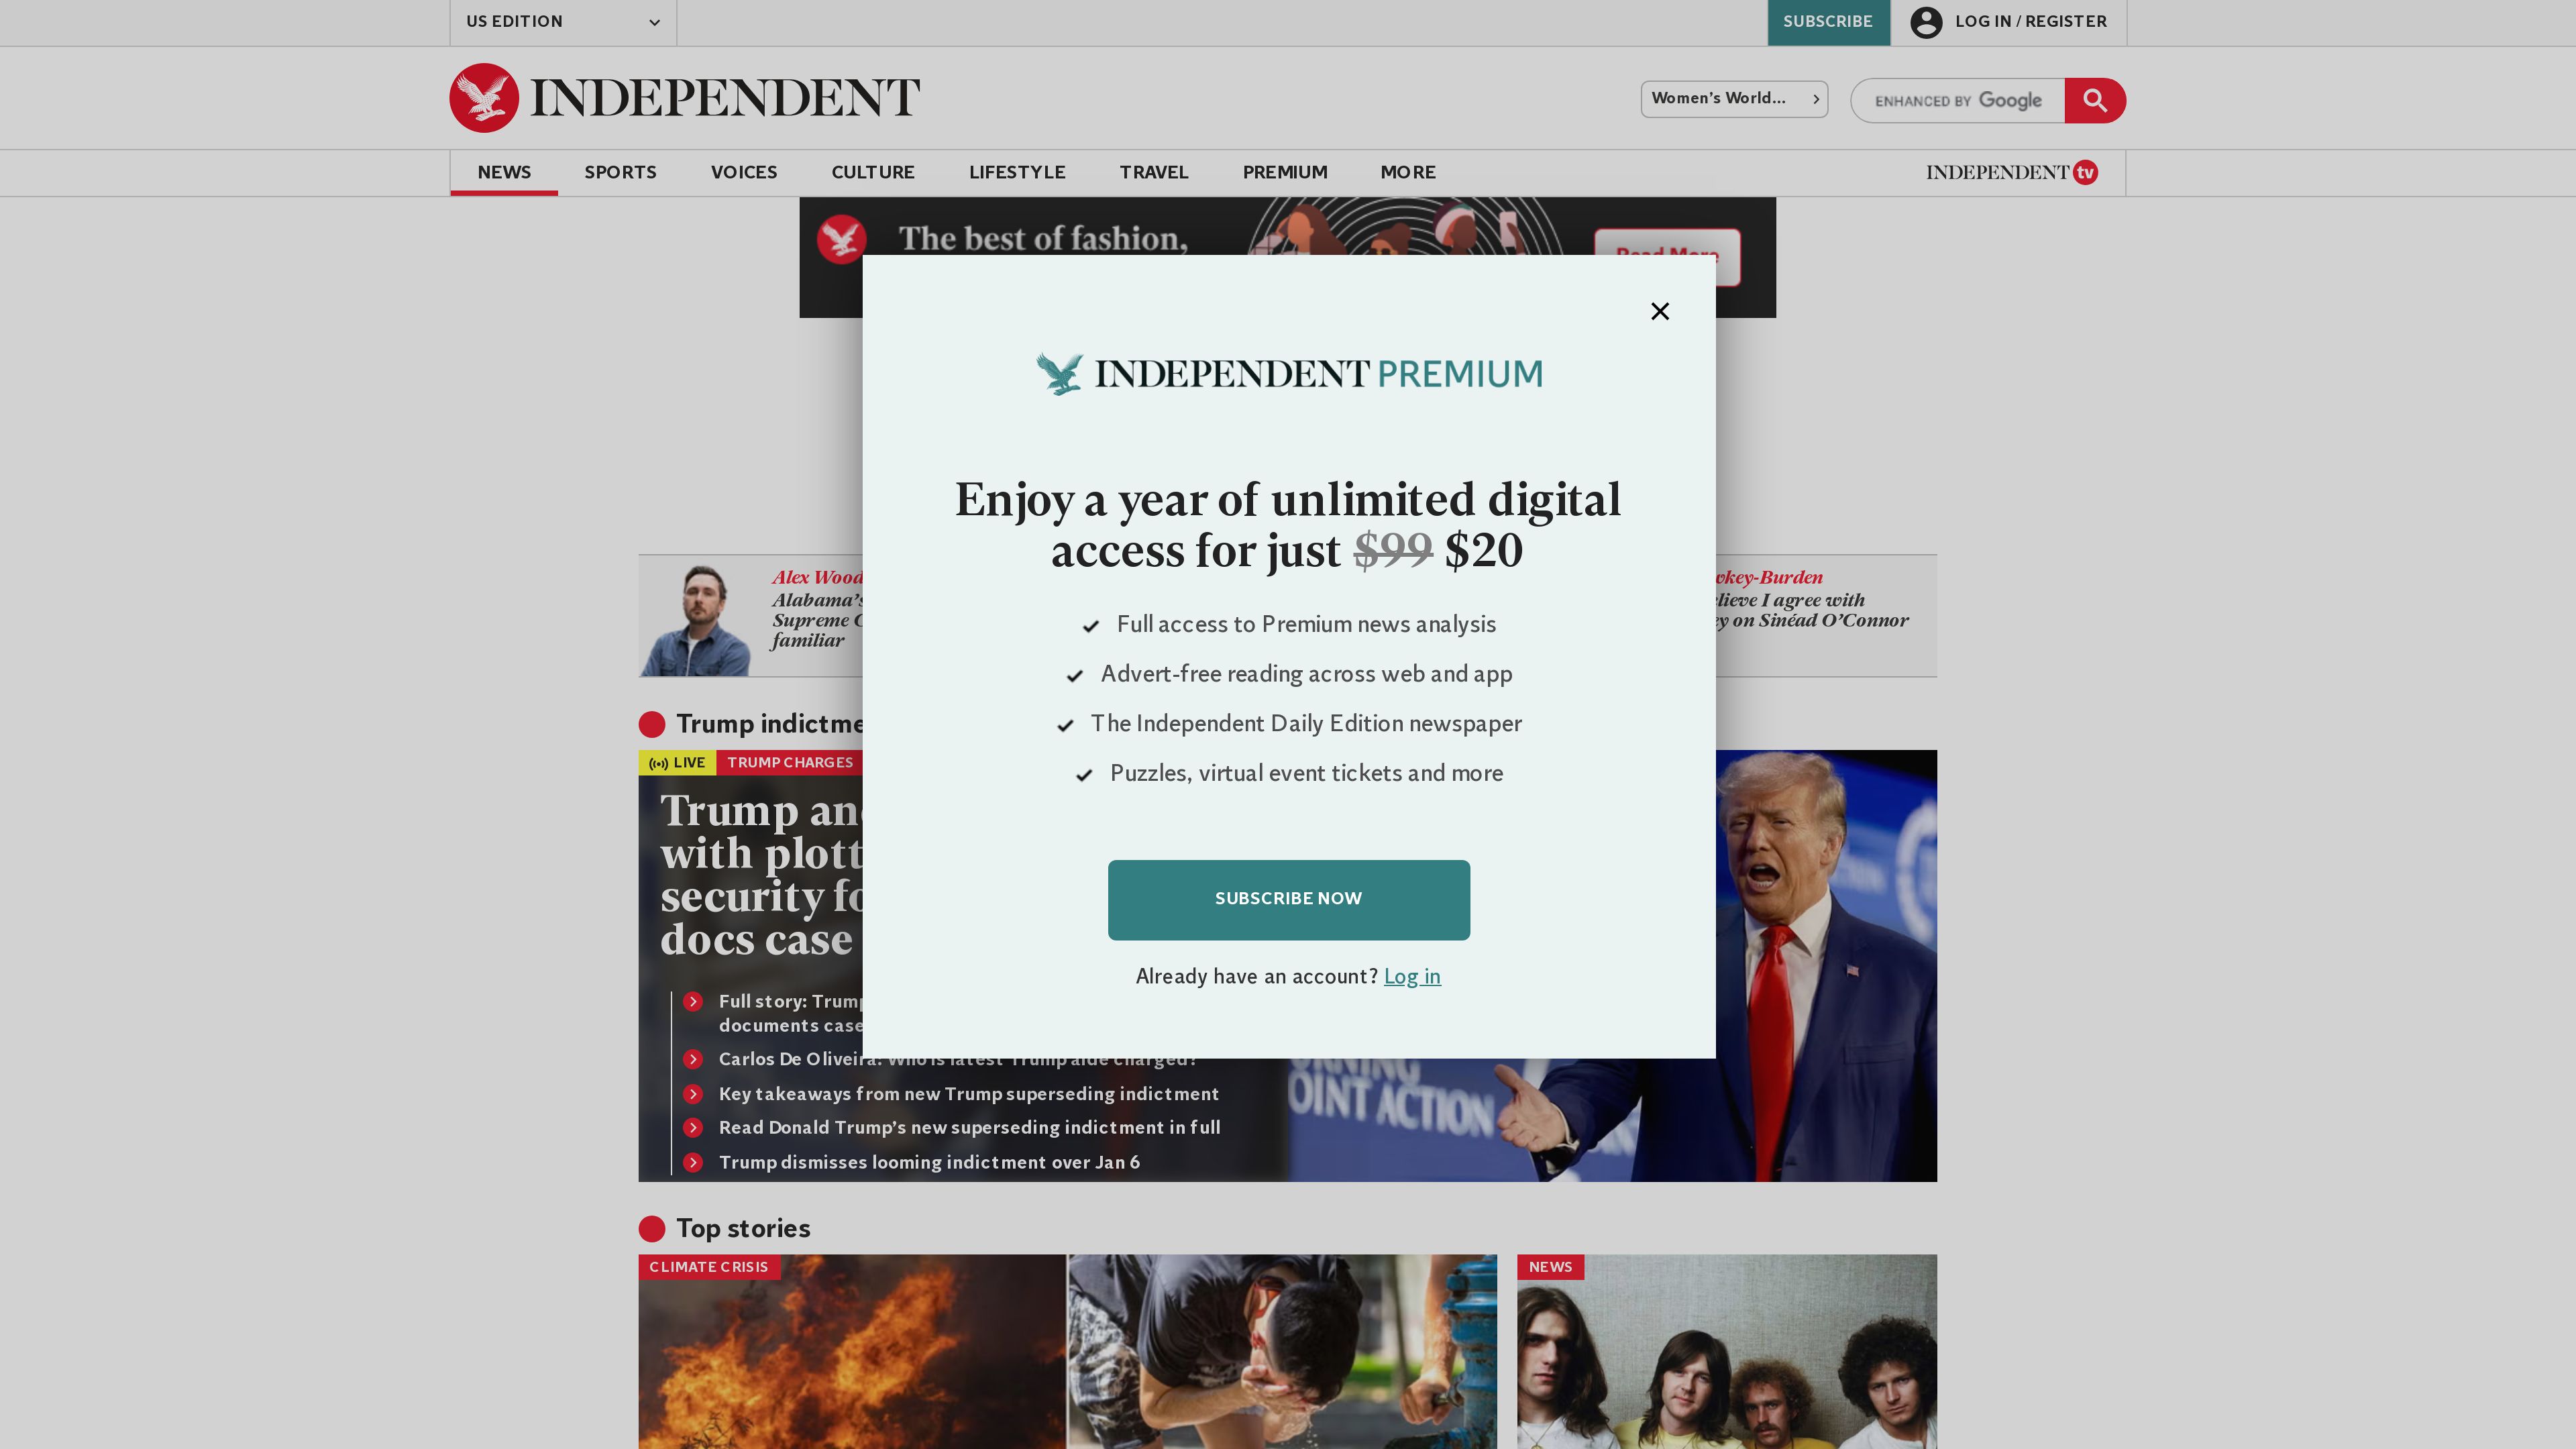 US EDITION
SUBSCRIBE
LOG IN / REGISTER
INDEPENDENT
Women's World...
ENHANCED BY Google
NEWS
SPORTS
VOICES
CULTURE
LIFESTYLE
TRAVEL
PREMIUM
MORE
INDEPENDENT tv
The best of fashion,
Read More
INDEPENDENT PREMIUM
Enjoy a year of unlimited digital
access for just $99 $20
Full access to Premium news analysis
Advert-free reading across web and app
The Independent Daily Edition newspaper
Puzzles, virtual event tickets and more
SUBSCRIBE NOW
Already have an account? Log in
Alex Wood
Alabama's
Supreme C
familiar
wkey-Burden
elieve I agree with
ey on Sinéad O'Connor
Trump indictme
LIVE
TRUMP CHARGES
Trump and
with plott
security fo
docs case
Full story: Trump
documents case
Carlos De Oliveira: Who is latest Trump aide charged?
Key takeaways from new Trump superseding indictment
Read Donald Trump's new superseding indictment in full
Trump dismisses looming indictment over Jan 6
OINT ACTION
Top stories
CLIMATE CRISIS
NEWS